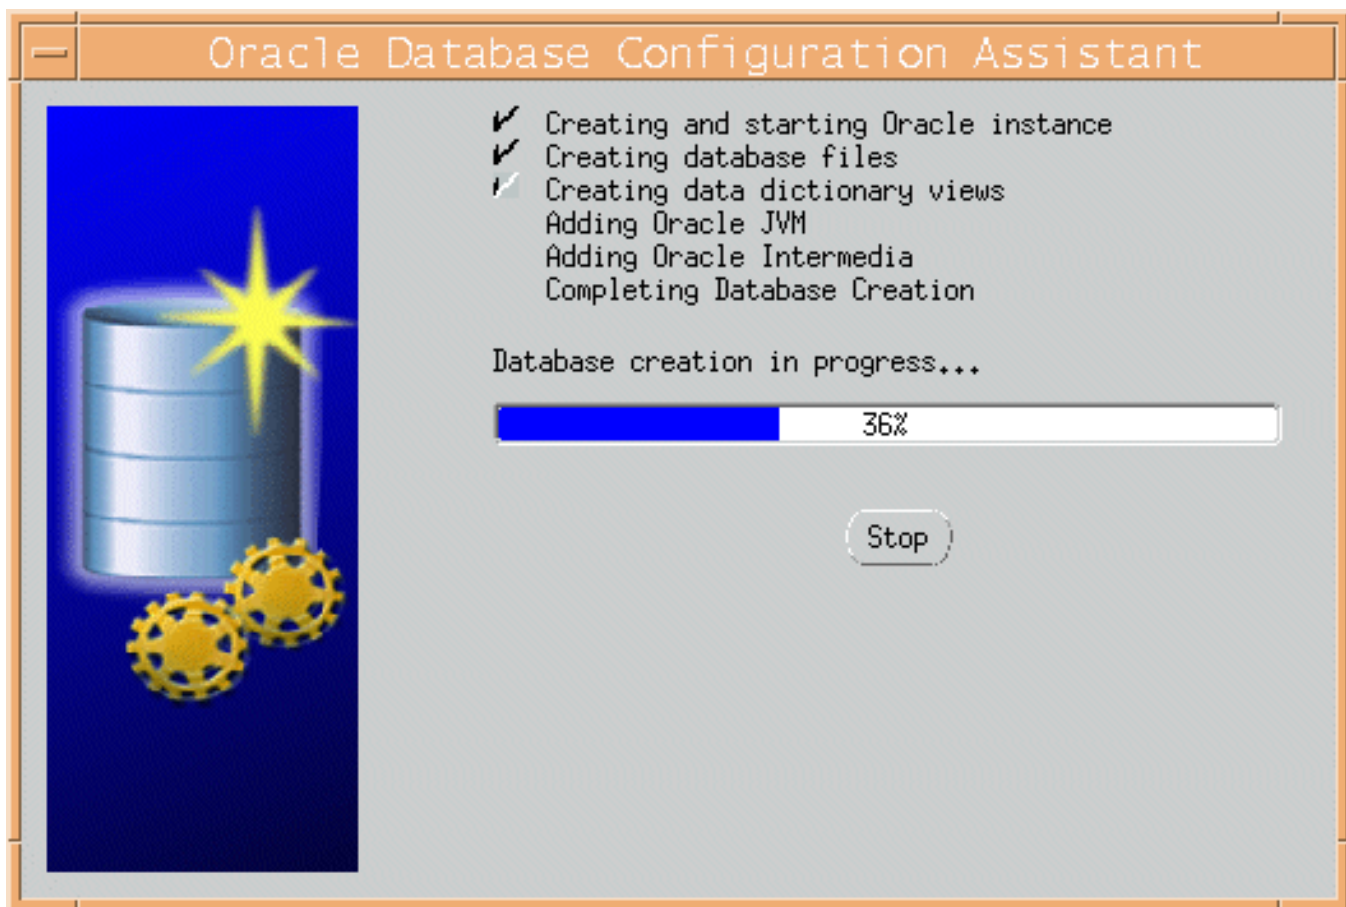 Oracle Database Configuration Assistant
Creating and starting Oracle instance
Creating database files
Creating data dictionary views
Adding Oracle JVM
Adding Oracle Intermedia
Completing Database Creation
Database creation in progress...
36%
Stop